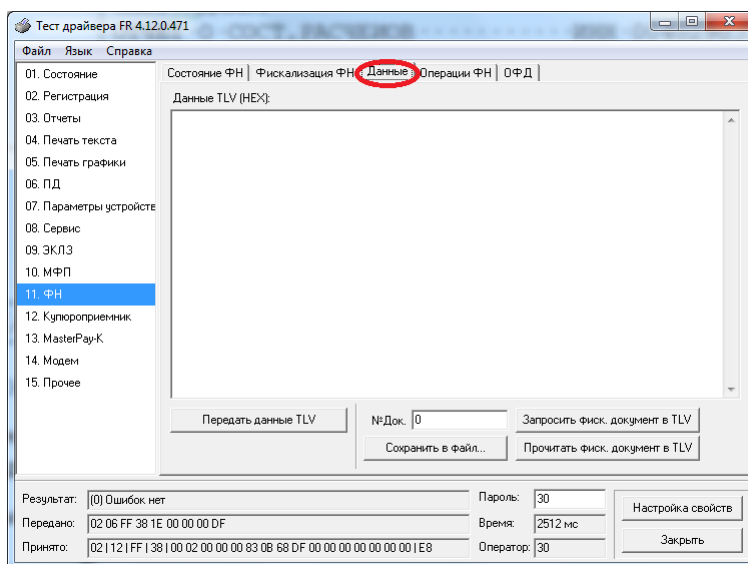 Тест драйвера FR 4.12.0.471
Файл Язык Справка
01. Состояние
02. Регистрация
03. Отчеты
04. Печать текста
05. Печать графики
06. ПД
07. Параметры устройств
08. Сервис
09. ЭКЛЗ
10. МФП
11. ФН
12. Купюроприемник
13. MasterPay-K
14. Модем
15. Прочее
Состояние ФН Фискализация ФН Данные Операции ФН ОФД
Данные TLV (HEX):
Передать данные TLV
№Док. 0
Запросить фиск. документ в TLV
Сохранить в файл...
Прочитать фиск. документ в TLV
Результат: (0) Ошибок нет
Пароль: 30
Передано: 02 06 FF 38 1E 00 00 00 DF
Время: 2512 мс
Принято: 02 | 12 | FF | 38 | 00 02 00 00 00 83 0B 68 DF 00 00 00 00 00 00 00 | E8
Оператор: 30
Настройка свойств
Закрыть